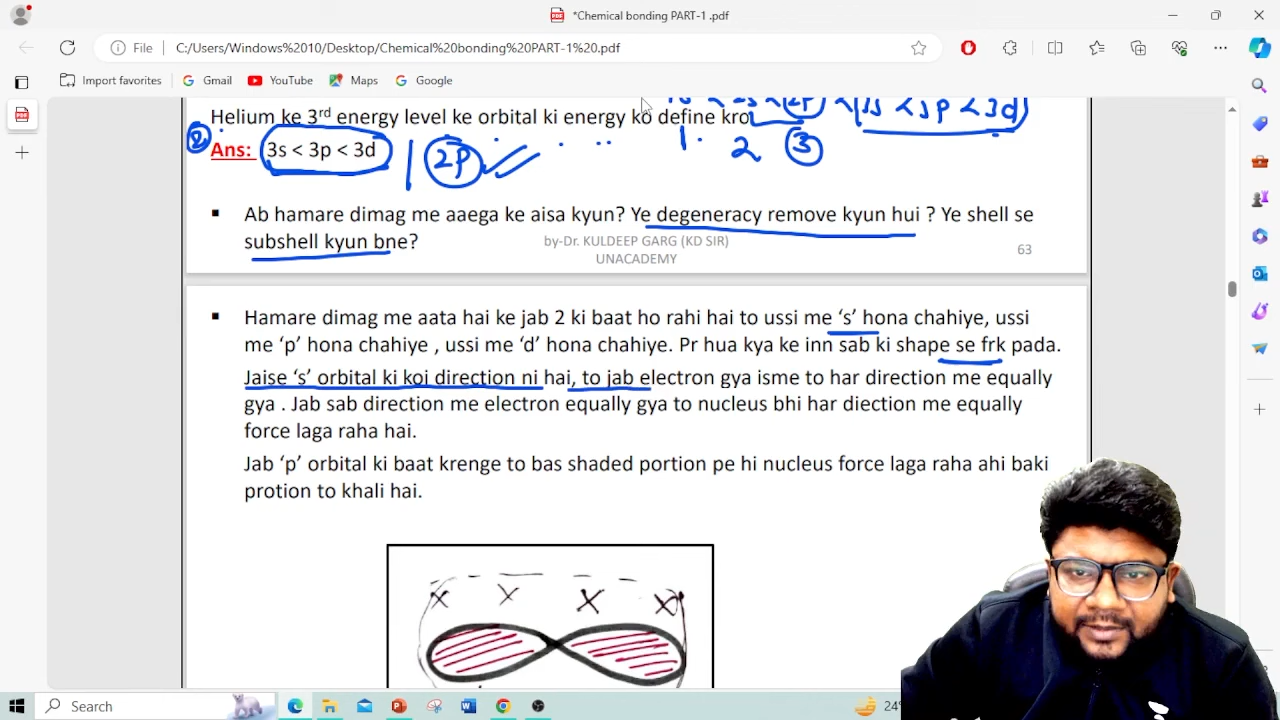 *Chemical bonding PART-1 .pdf
File | C:/Users/Windows%2010/Desktop/Chemical%20bonding%20PART-1%20.pdf
Import favorites Gmail YouTube Maps Google
< (2p) < (3s < 3p < 3d)
Helium ke 3rd energy level ke orbital ki energy ko define kro
② Ans: 3s < 3p < 3d | 2P 1 2 ③
▪ Ab hamare dimag me aaega ke aisa kyun? Ye degeneracy remove kyun hui ? Ye shell se
subshell kyun bne?
by-Dr. KULDEEP GARG (KD SIR)
UNACADEMY
63
▪ Hamare dimag me aata hai ke jab 2 ki baat ho rahi hai to ussi me ‘s’ hona chahiye, ussi
me ‘p’ hona chahiye , ussi me ‘d’ hona chahiye. Pr hua kya ke inn sab ki shape se frk pada.
Jaise ‘s’ orbital ki koi direction ni hai, to jab electron gya isme to har direction me equally
gya . Jab sab direction me electron equally gya to nucleus bhi har diection me equally
force laga raha hai.
Jab ‘p’ orbital ki baat krenge to bas shaded portion pe hi nucleus force laga raha ahi baki
protion to khali hai.
x x x x
Search
24°